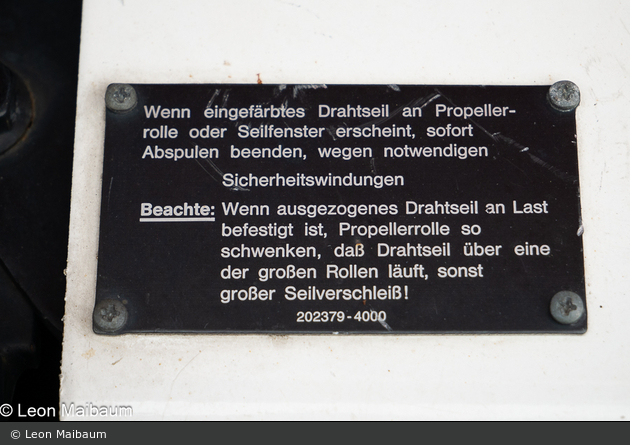 Wenn eingefärbtes Drahtseil an Propeller-
rolle oder Seilfenster erscheint, sofort
Abspulen beenden, wegen notwendigen
Sicherheitswindungen
Beachte: Wenn ausgezogenes Drahtseil an Last
befestigt ist, Propellerrolle so
schwenken, daß Drahtseil über eine
der großen Rollen läuft, sonst
großer Seilverschleiß!
202379-4000
© Leon Maibaum
© Leon Maibaum